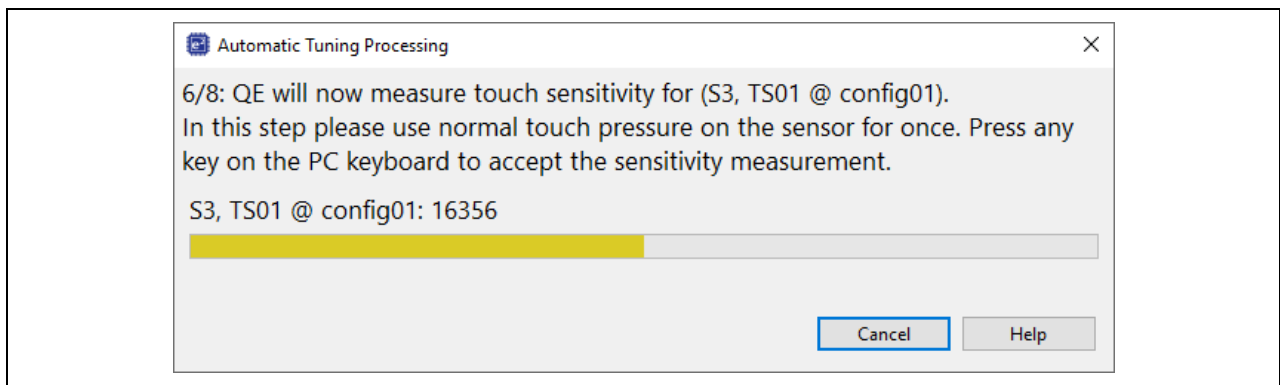 Automatic Tuning Processing
6/8: QE will now measure touch sensitivity for (S3, TS01 @ config01).
In this step please use normal touch pressure on the sensor for once. Press any
key on the PC keyboard to accept the sensitivity measurement.
S3, TS01 @ config01: 16356
Cancel Help